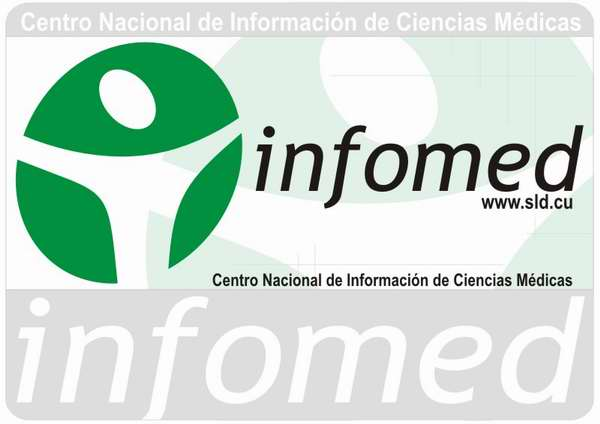 Centro Nacional de Información de Ciencias Médicas
infomed
www.sld.cu
Centro Nacional de Información de Ciencias Médicas
infomed